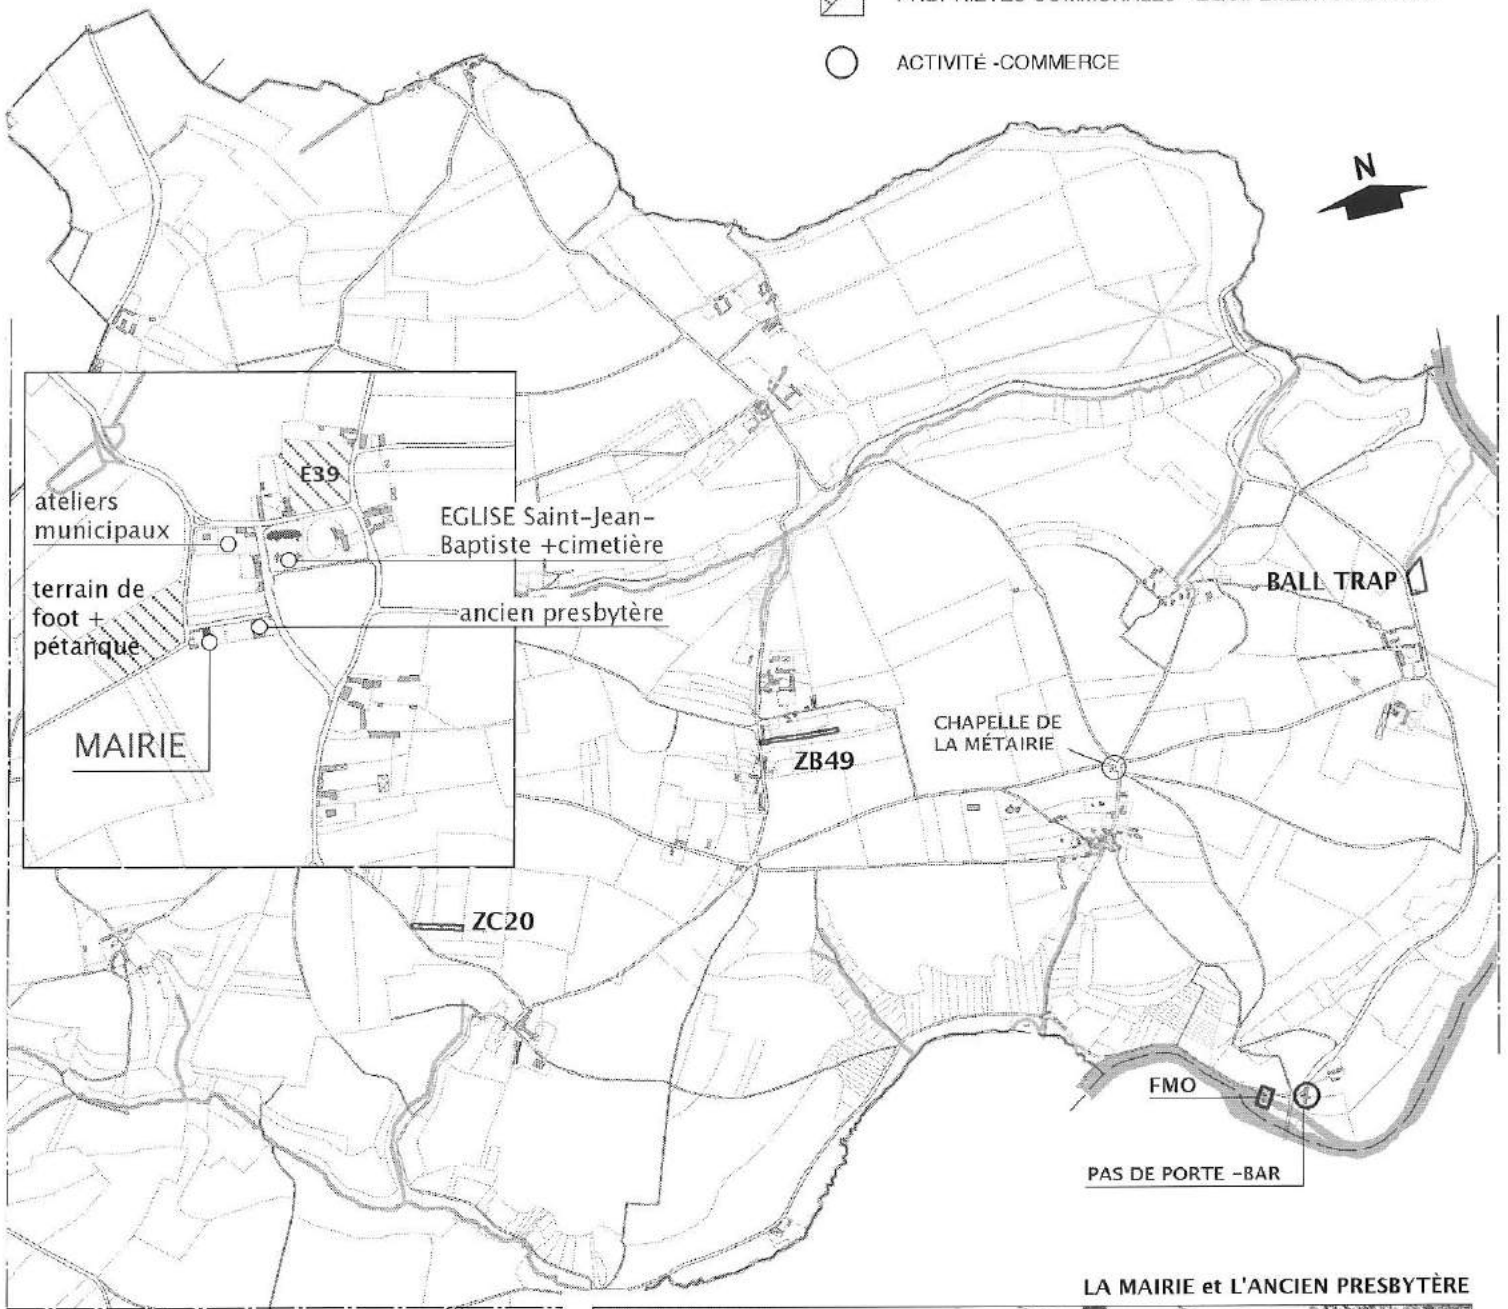 ACTIVITÉ -COMMERCE
N
E39
ateliers
municipaux
EGLISE Saint-Jean-
Baptiste +cimetière
terrain de
foot +
pétanque
ancien presbytère
MAIRIE
BALL TRAP
CHAPELLE DE
LA MÉTAIRIE
ZB49
ZC20
FMO
PAS DE PORTE -BAR
LA MAIRIE et L'ANCIEN PRESBYTÈRE